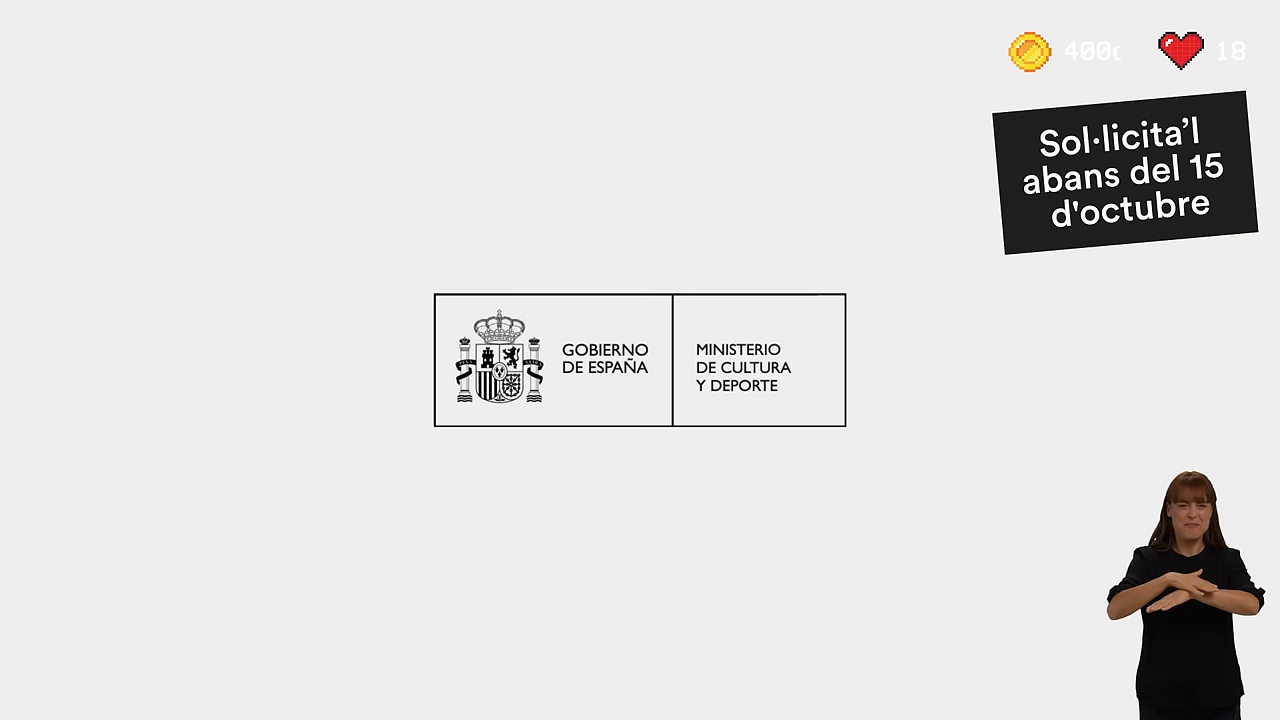 400€ 18
Sol·licita’l
abans del 15
d'octubre
GOBIERNO
DE ESPAÑA
MINISTERIO
DE CULTURA
Y DEPORTE